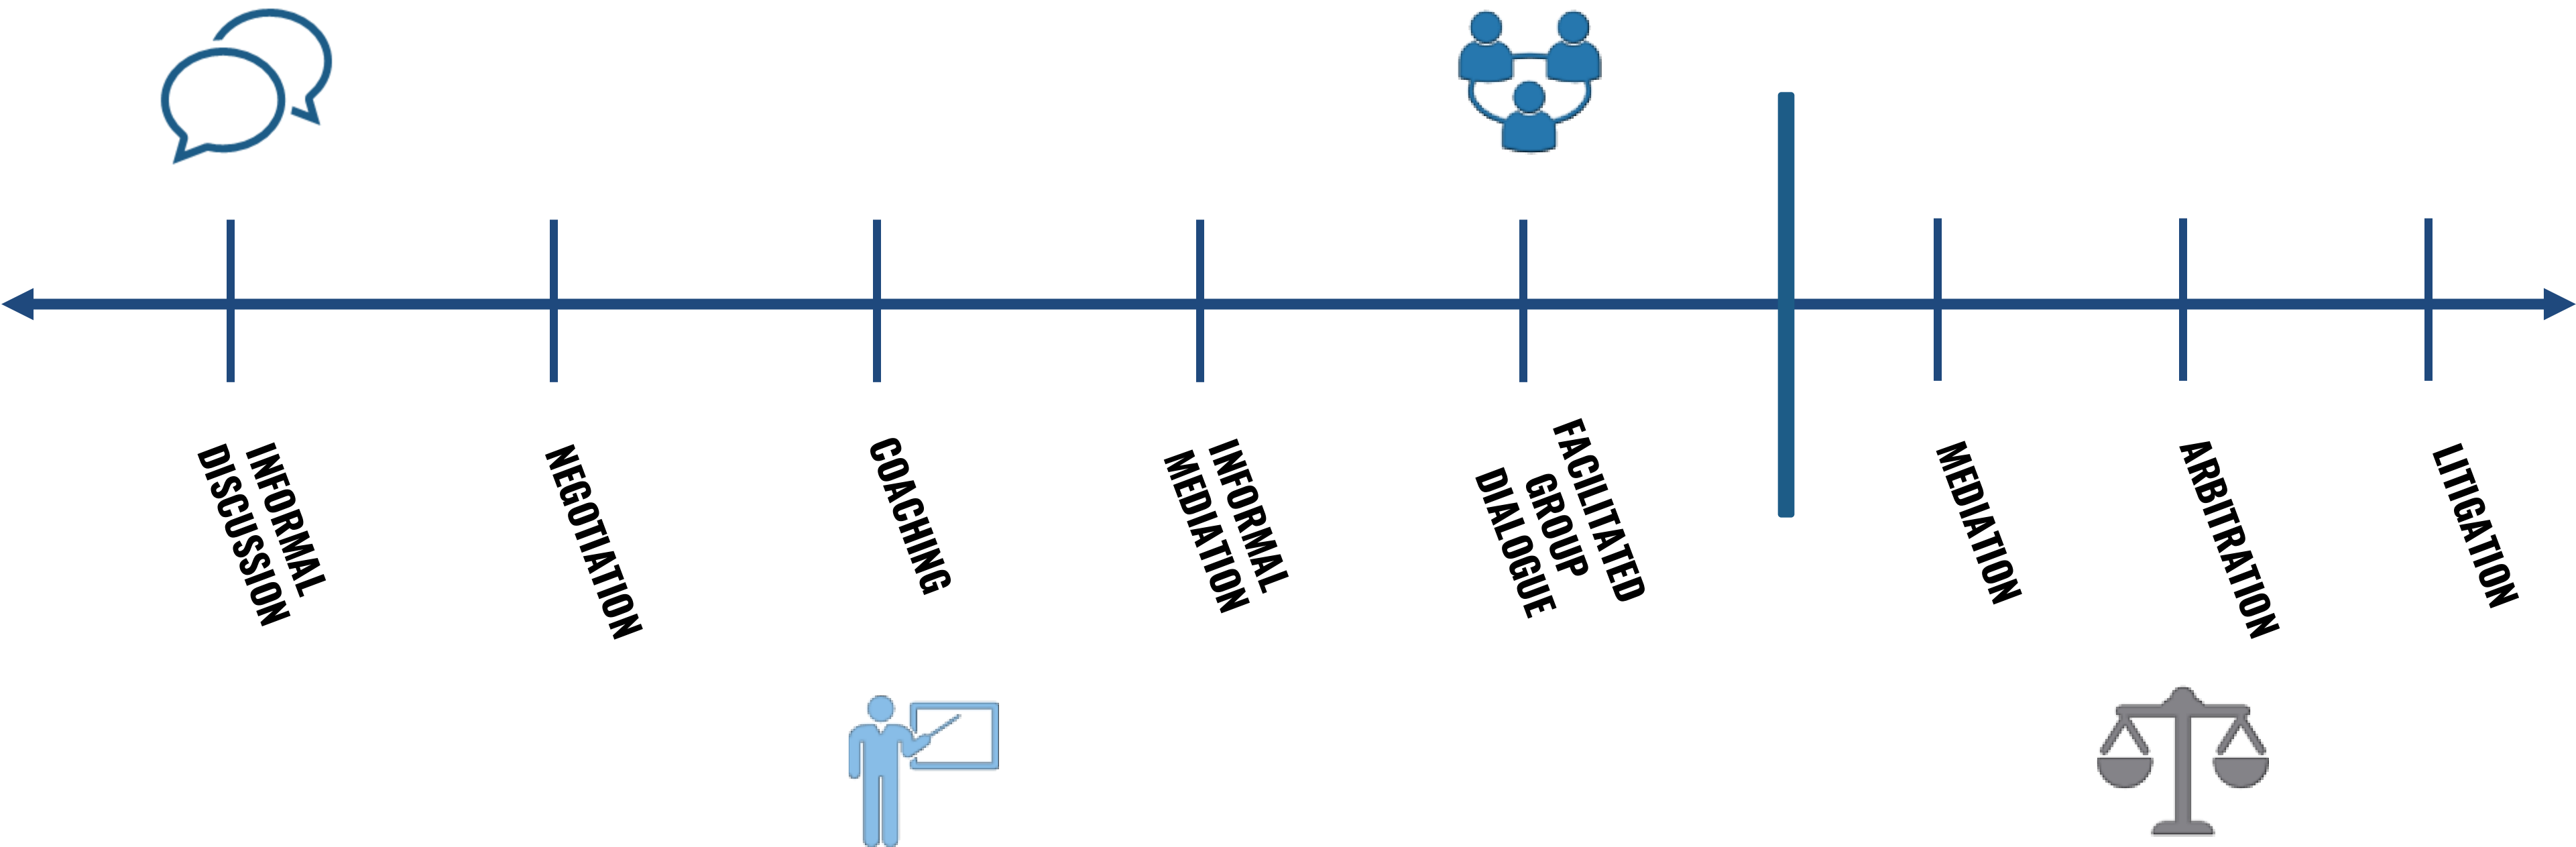 INFORMAL
DISCUSSION
NEGOTIATION
COACHING
INFORMAL
MEDIATION
FACILITATED
GROUP
DIALOGUE
MEDIATION
ARBITRATION
LITIGATION